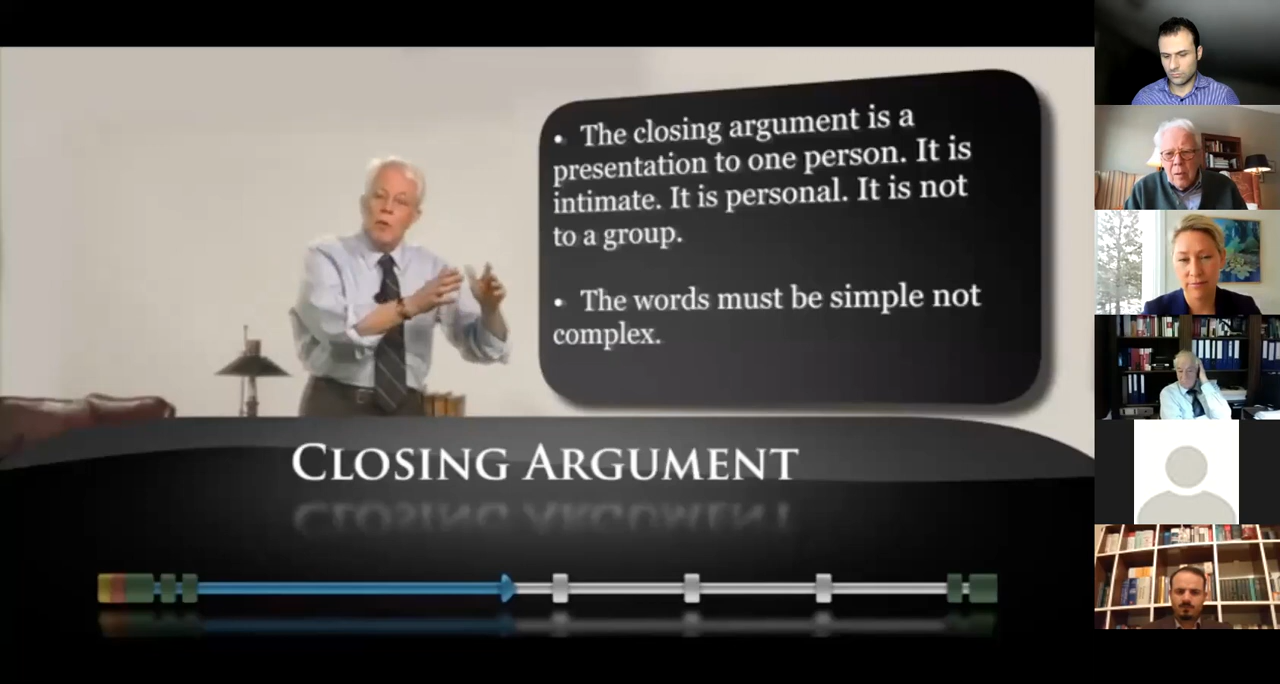 • The closing argument is a
presentation to one person. It is
intimate. It is personal. It is not
to a group.
• The words must be simple not
complex.
CLOSING ARGUMENT